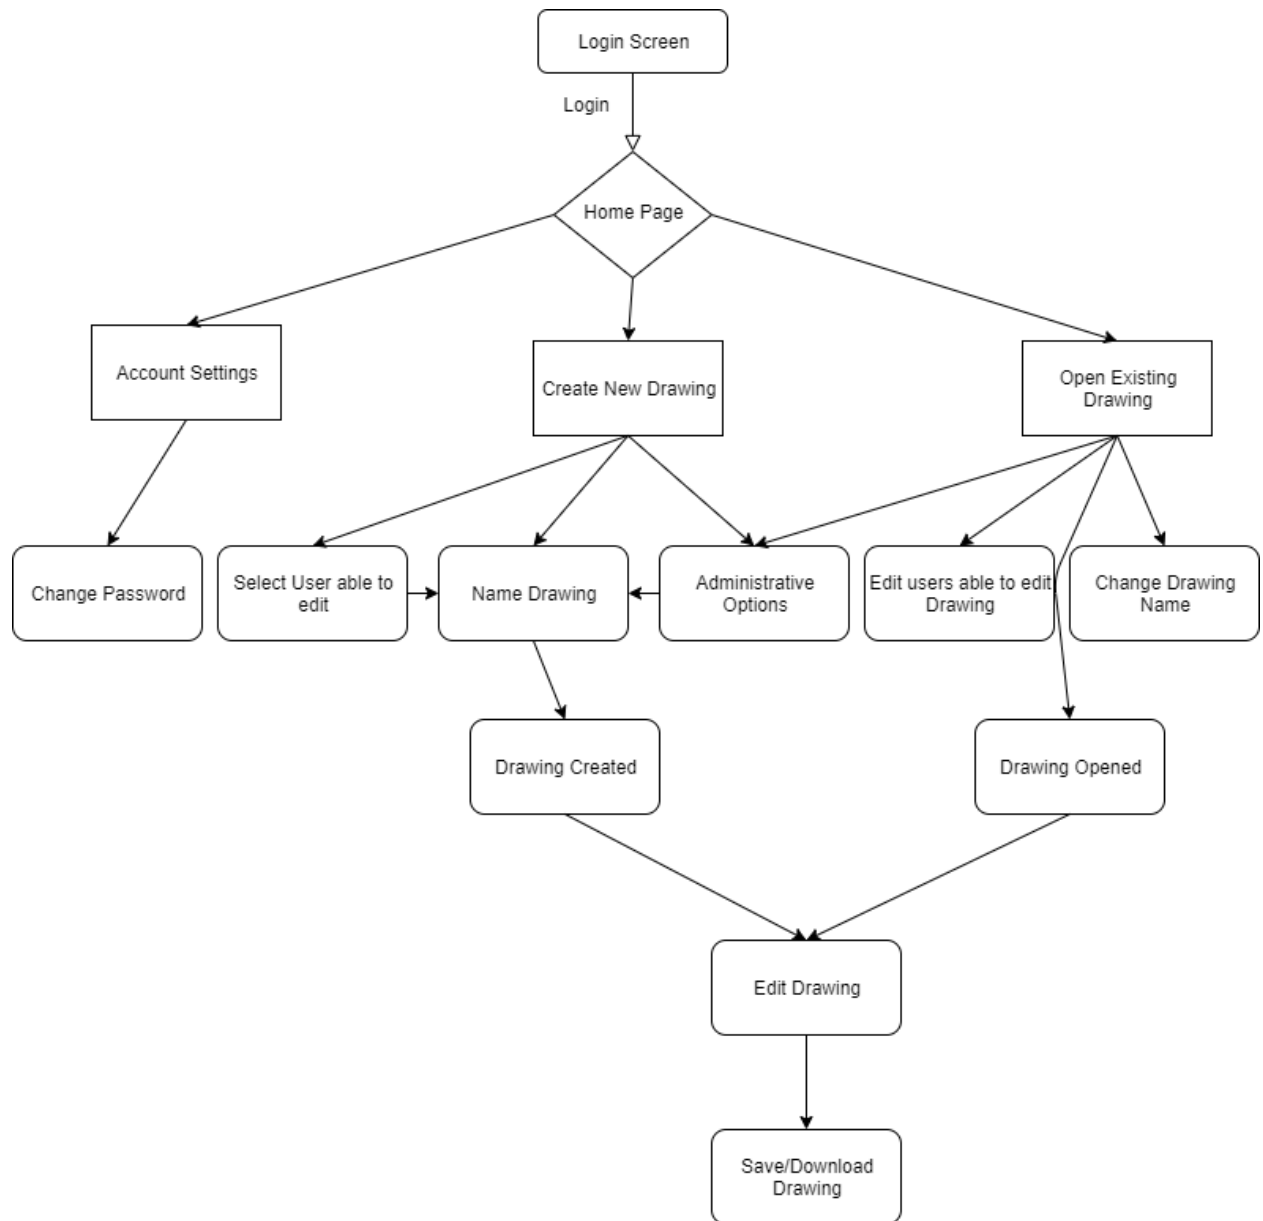 Login Screen
Login
Home Page
Account Settings
Create New Drawing
Open Existing
Drawing
Change Password
Select User able to
edit
Name Drawing
Administrative
Options
Edit users able to edit
Drawing
Change Drawing
Name
Drawing Created
Drawing Opened
Edit Drawing
Save/Download
Drawing